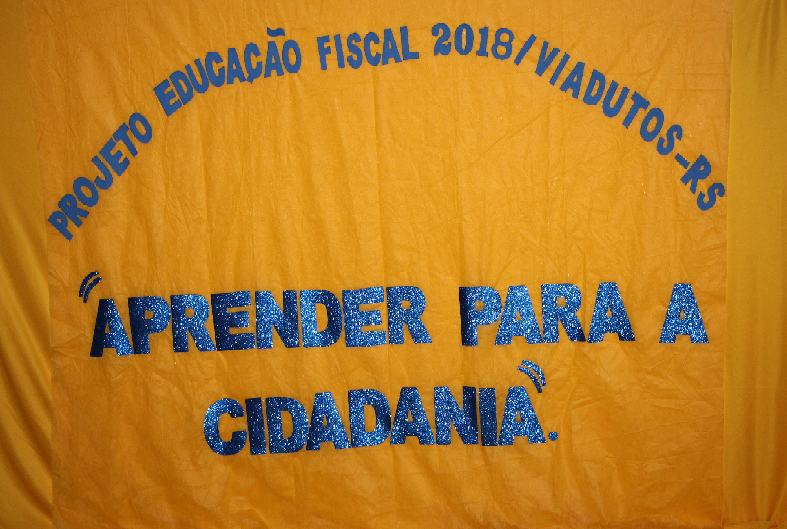 PROJETO EDUCAÇÃO FISCAL 2018/VIADUTOS-RS
"APRENDER PARA A
CIDADANIA".